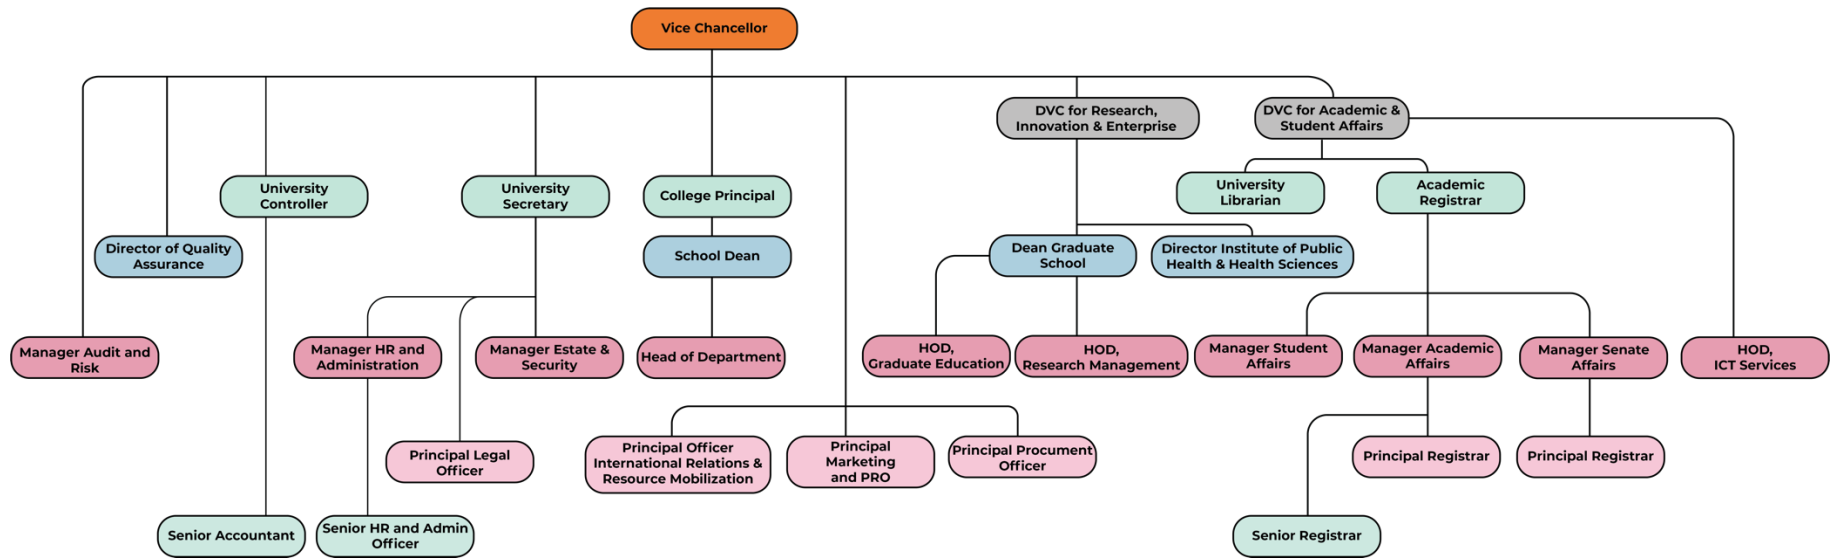 Vice Chancellor
DVC for Research,
Innovation & Enterprise
DVC for Academic &
Student Affairs
University
Controller
University
Secretary
College Principal
University
Librarian
Academic
Registrar
Director of Quality
Assurance
School Dean
Dean Graduate
School
Director Institute of Public
Health & Health Sciences
Manager Audit and
Risk
Manager HR and
Administration
Manager Estate &
Security
Head of Department
HOD,
Graduate Education
HOD,
Research Management
Manager Student
Affairs
Manager Academic
Affairs
Manager Senate
Affairs
HOD,
ICT Services
Principal Legal
Officer
Principal Officer
International Relations &
Resource Mobilization
Principal
Marketing
and PRO
Principal Procument
Officer
Principal Registrar
Principal Registrar
Senior Accountant
Senior HR and Admin
Officer
Senior Registrar